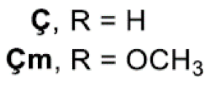 Ç, R = H
Çm, R = OCH₃